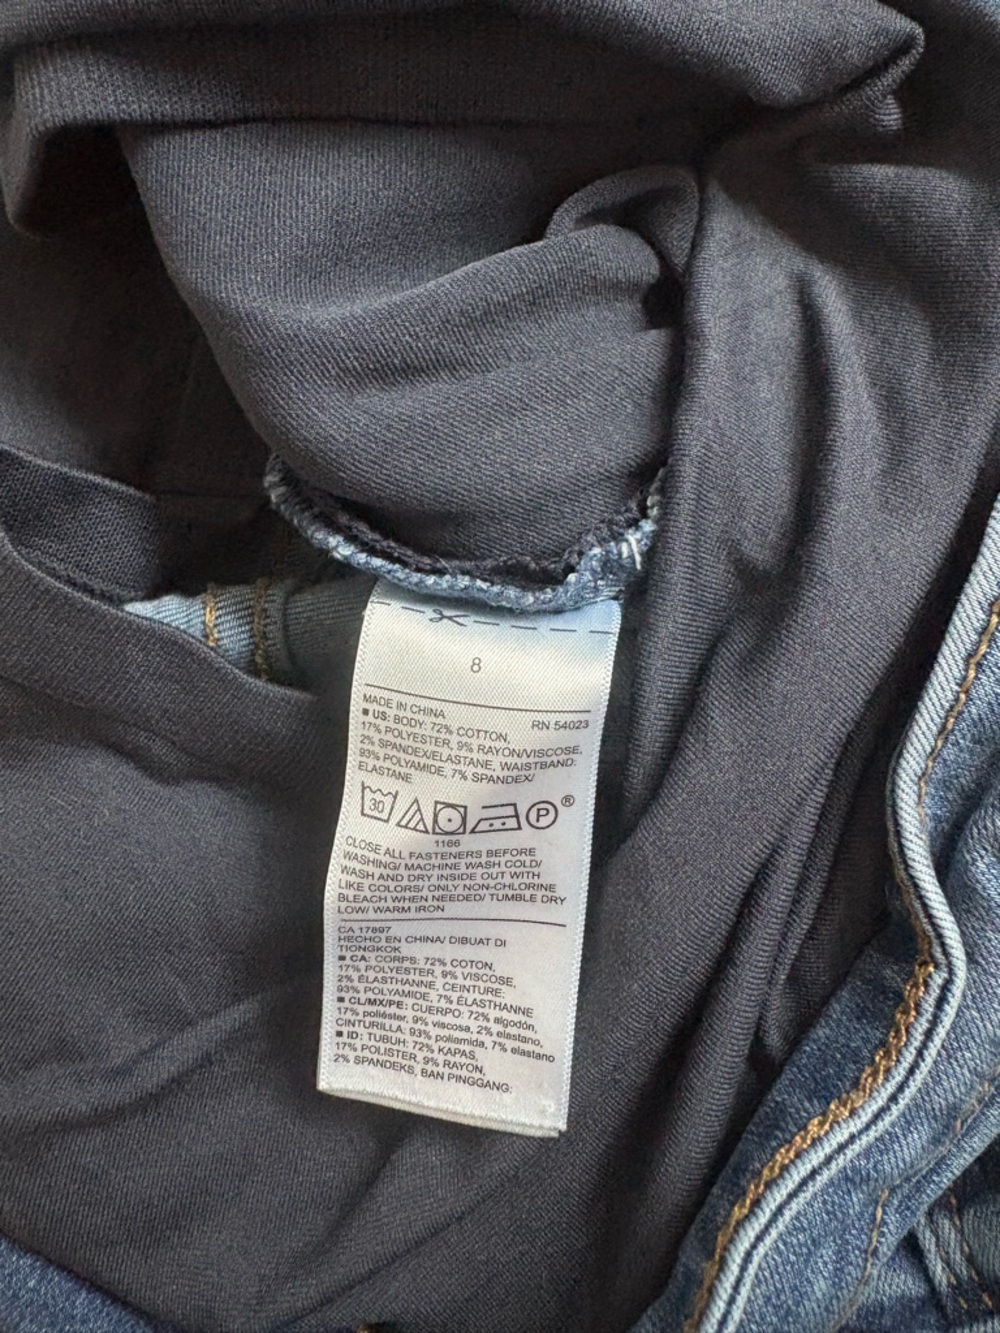 8
MADE IN CHINA RN 54023
■ US: BODY: 72% COTTON,
17% POLYESTER, 9% RAYON/VISCOSE,
2% SPANDEX/ELASTANE, WAISTBAND:
93% POLYAMIDE, 7% SPANDEX/
ELASTANE
30 P®
1166
CLOSE ALL FASTENERS BEFORE
WASHING/ MACHINE WASH COLD/
WASH AND DRY INSIDE OUT WITH
LIKE COLORS/ ONLY NON-CHLORINE
BLEACH WHEN NEEDED/ TUMBLE DRY
LOW/ WARM IRON
CA 17897
HECHO EN CHINA/ DIBUAT DI
TIONGKOK
■ CA: CORPS: 72% COTON,
17% POLYESTER, 9% VISCOSE,
2% ÉLASTHANNE, CEINTURE:
93% POLYAMIDE, 7% ÉLASTHANNE
■ CL/MX/PE: CUERPO: 72% algodón,
17% poliéster, 9% viscosa, 2% elastano,
CINTURILLA: 93% poliamida, 7% elastano
■ ID: TUBUH: 72% KAPAS,
17% POLISTER, 9% RAYON,
2% SPANDEKS, BAN PINGGANG: